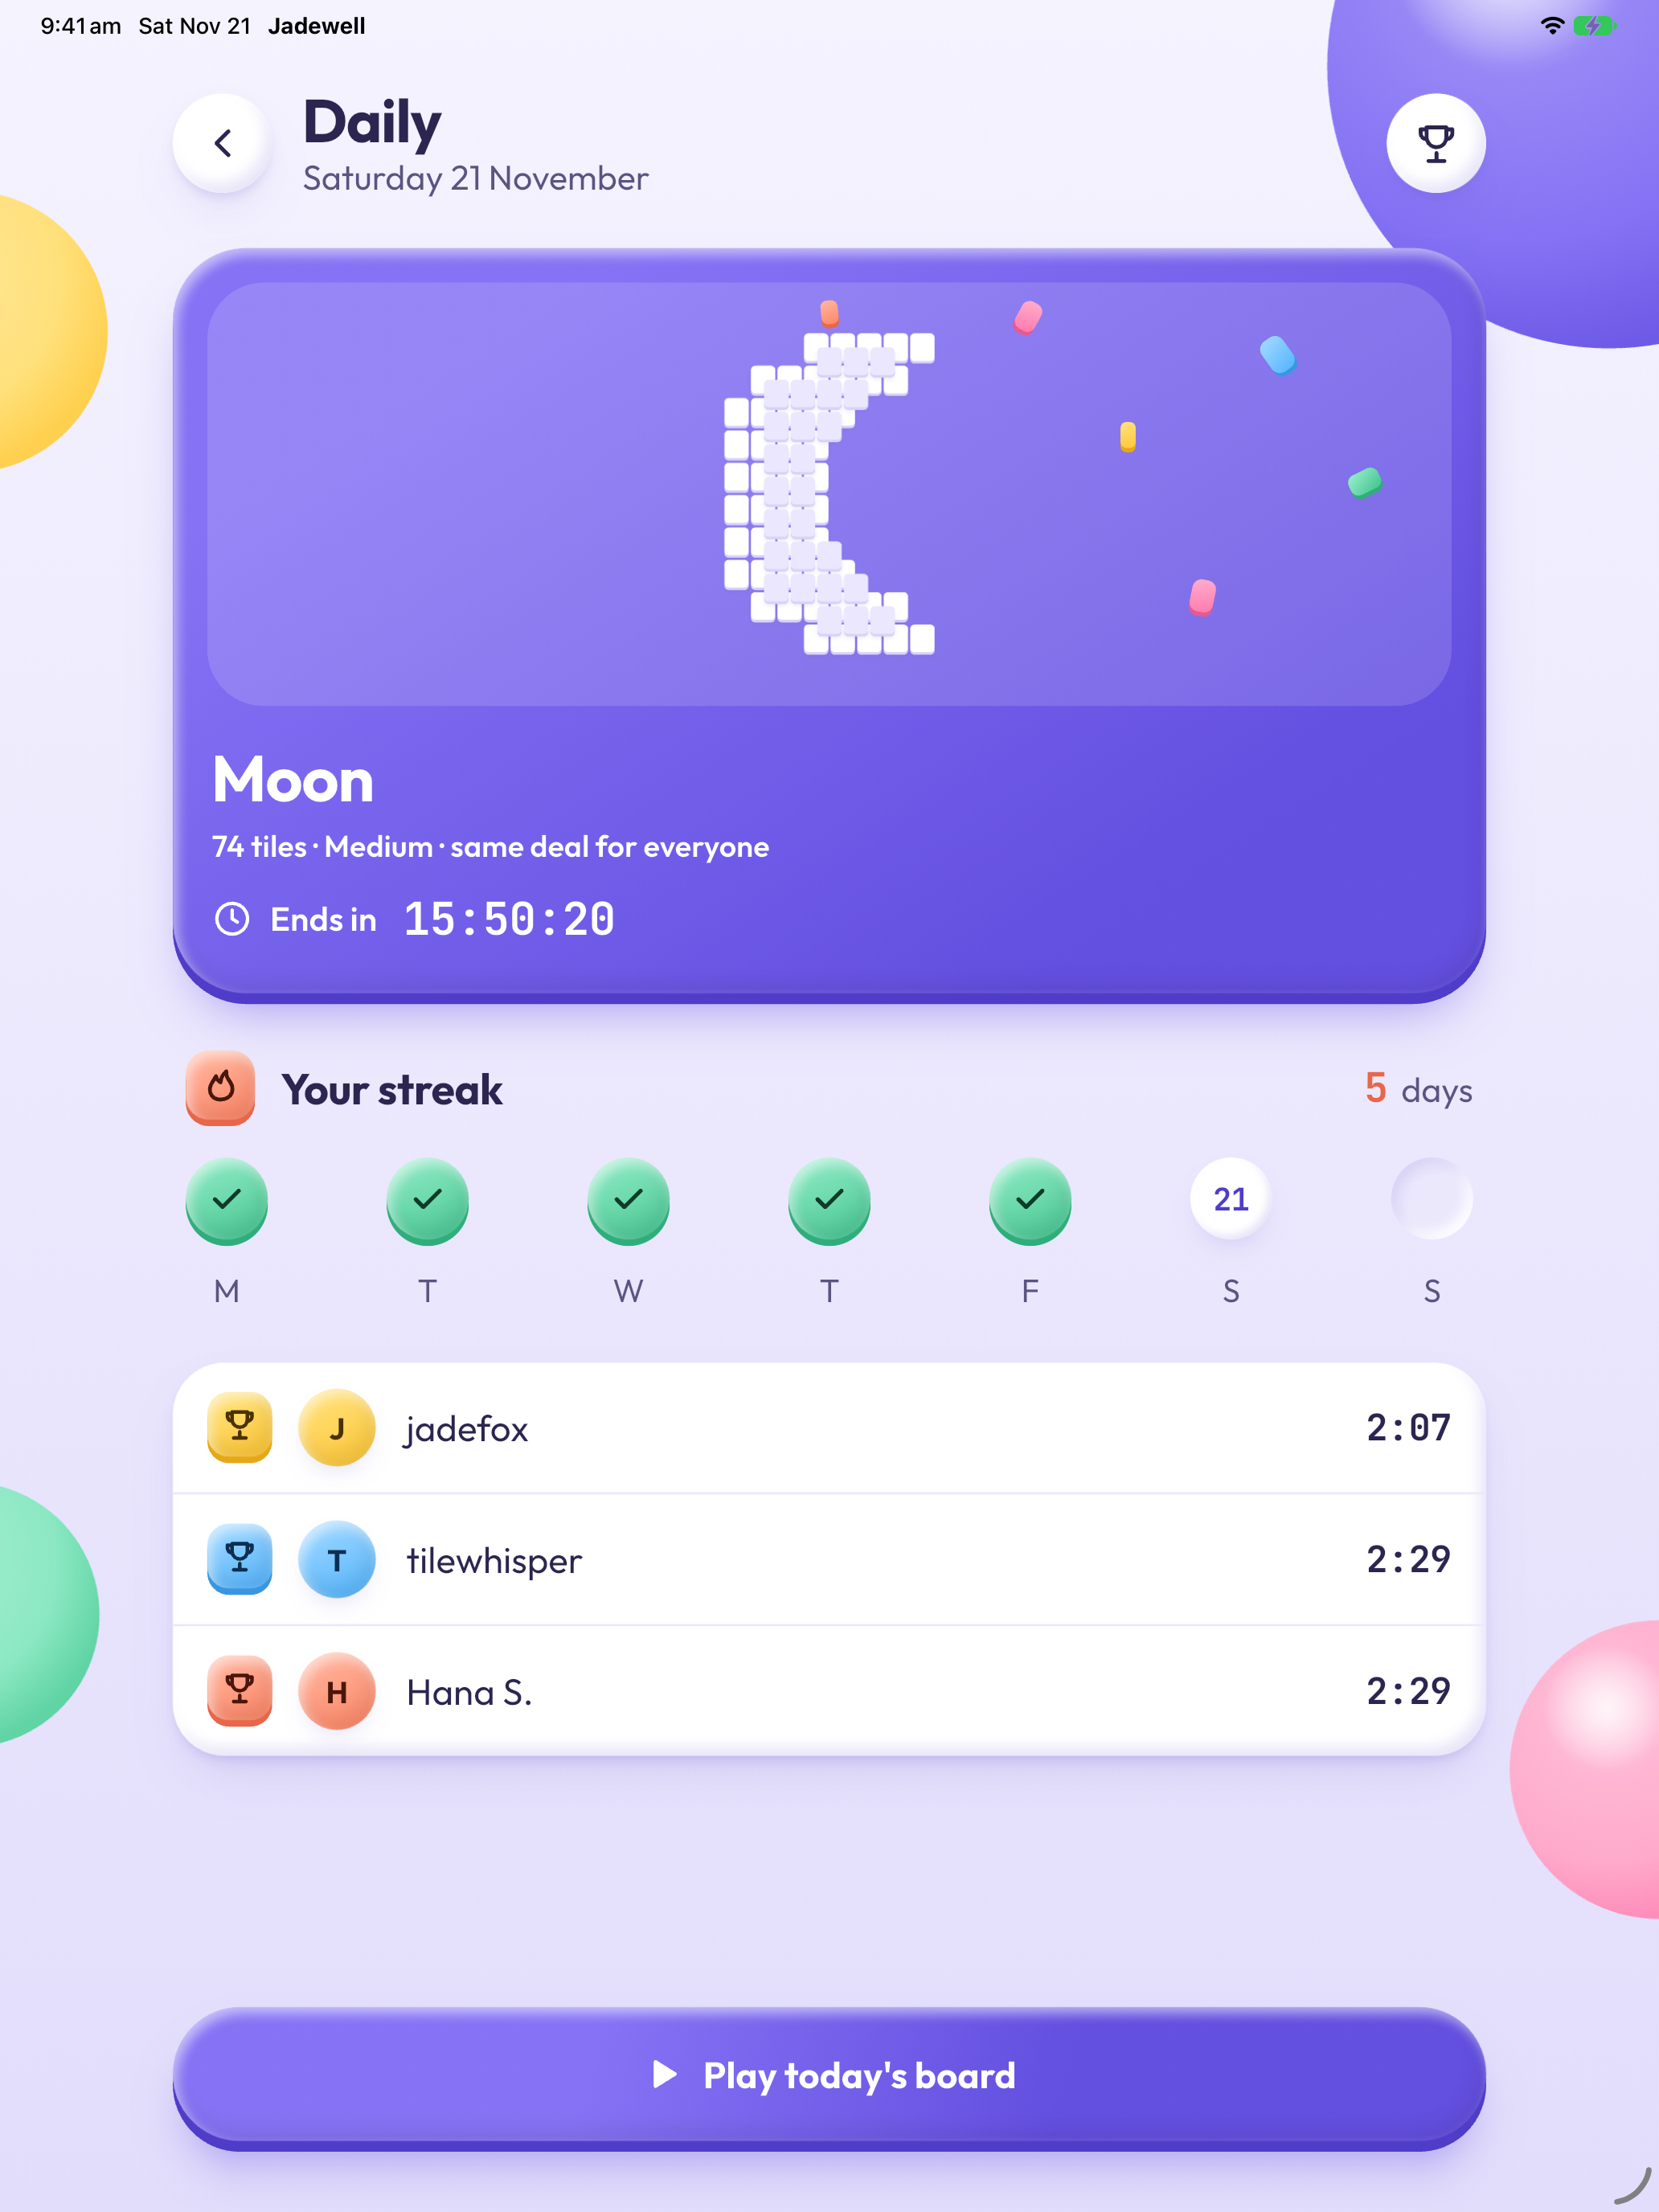 9:41 am Sat Nov 21 Jadewell
Daily
Saturday 21 November
Moon
74 tiles · Medium · same deal for everyone
Ends in 15:50:20
Your streak
5 days
21
M T W T F S S
J jadefox 2:07
T tilewhisper 2:29
H Hana S. 2:29
Play today's board